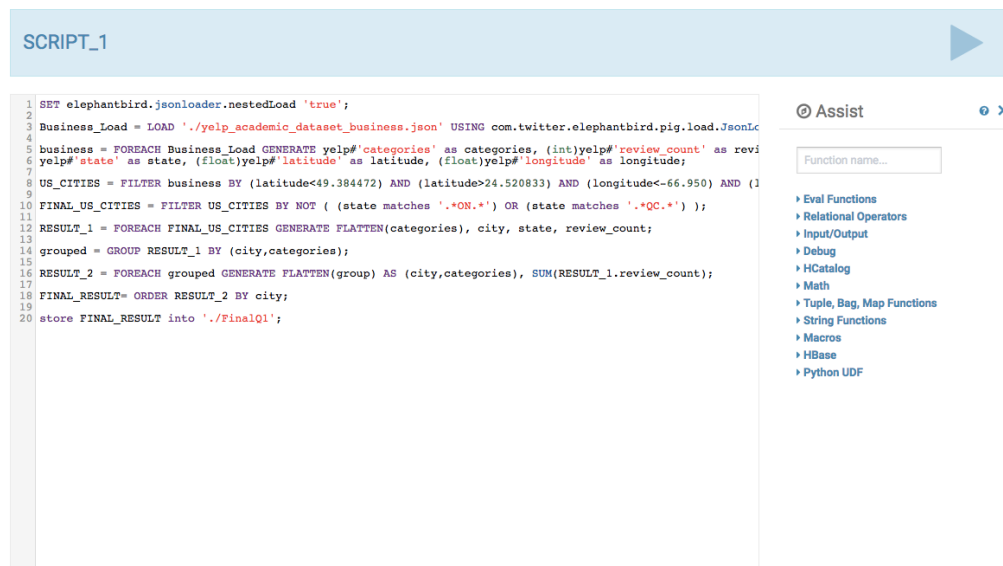 SCRIPT_1
1 SET elephantbird.jsonloader.nestedLoad 'true';
2
3 Business_Load = LOAD './yelp_academic_dataset_business.json' USING com.twitter.elephantbird.pig.load.JsonLo
4
5 business = FOREACH Business_Load GENERATE yelp#'categories' as categories, (int)yelp#'review_count' as revi
6 yelp#'state' as state, (float)yelp#'latitude' as latitude, (float)yelp#'longitude' as longitude;
7
8 US_CITIES = FILTER business BY (latitude<49.384472) AND (latitude>24.520833) AND (longitude<-66.950) AND (l
9
10 FINAL_US_CITIES = FILTER US_CITIES BY NOT ( (state matches '.*ON.*') OR (state matches '.*QC.*') );
11
12 RESULT_1 = FOREACH FINAL_US_CITIES GENERATE FLATTEN(categories), city, state, review_count;
13
14 grouped = GROUP RESULT_1 BY (city,categories);
15
16 RESULT_2 = FOREACH grouped GENERATE FLATTEN(group) AS (city,categories), SUM(RESULT_1.review_count);
17
18 FINAL_RESULT= ORDER RESULT_2 BY city;
19
20 store FINAL_RESULT into './FinalQ1';
Assist
Function name...
Eval Functions
Relational Operators
Input/Output
Debug
HCatalog
Math
Tuple, Bag, Map Functions
String Functions
Macros
HBase
Python UDF